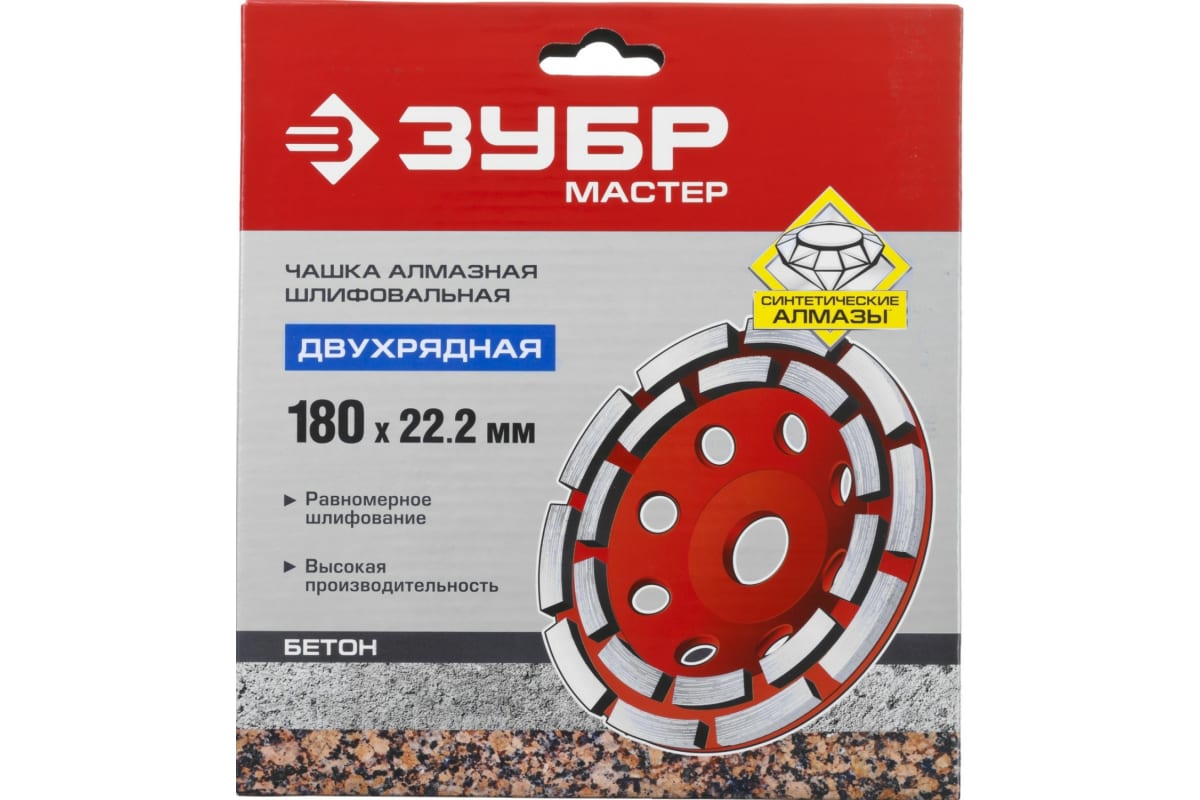 ЗУБР
МАСТЕР
СИНТЕТИЧЕСКИЕ
АЛМАЗЫ
ЧАШКА АЛМАЗНАЯ
ШЛИФОВАЛЬНАЯ
ДВУХРЯДНАЯ
180 x 22.2 мм
► Равномерное
шлифование
► Высокая
производительность
БЕТОН